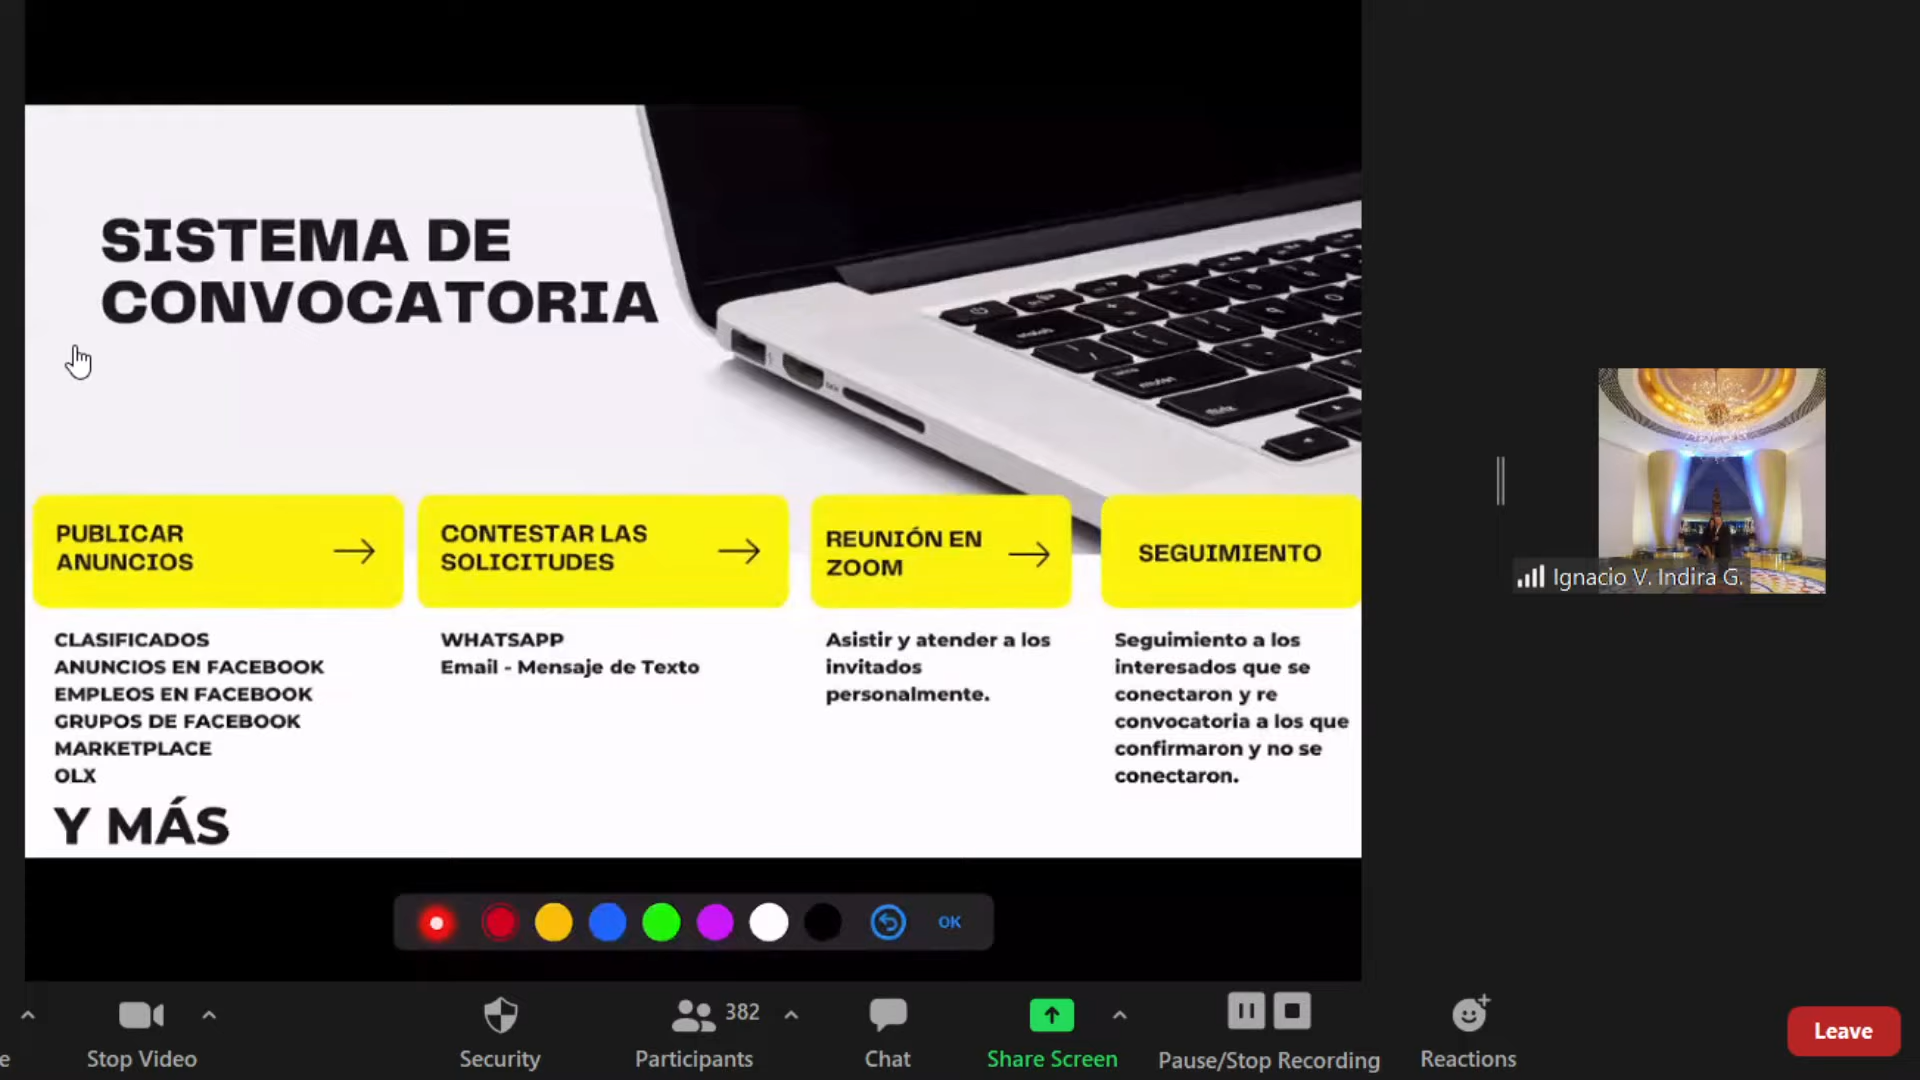 SISTEMA DE
CONVOCATORIA
PUBLICAR
ANUNCIOS
CLASIFICADOS
ANUNCIOS EN FACEBOOK
EMPLEOS EN FACEBOOK
GRUPOS DE FACEBOOK
MARKETPLACE
OLX
Y MÁS
CONTESTAR LAS
SOLICITUDES
WHATSAPP
Email - Mensaje de Texto
REUNIÓN EN
ZOOM
Asistir y atender a los
invitados
personalmente.
SEGUIMIENTO
Seguimiento a los
interesados que se
conectaron y re
convocatoria a los que
confirmaron y no se
conectaron.
OK
Ignacio V. Indira G.
e
Stop Video
Security
382
Participants
Chat
Share Screen
Pause/Stop Recording
Reactions
Leave